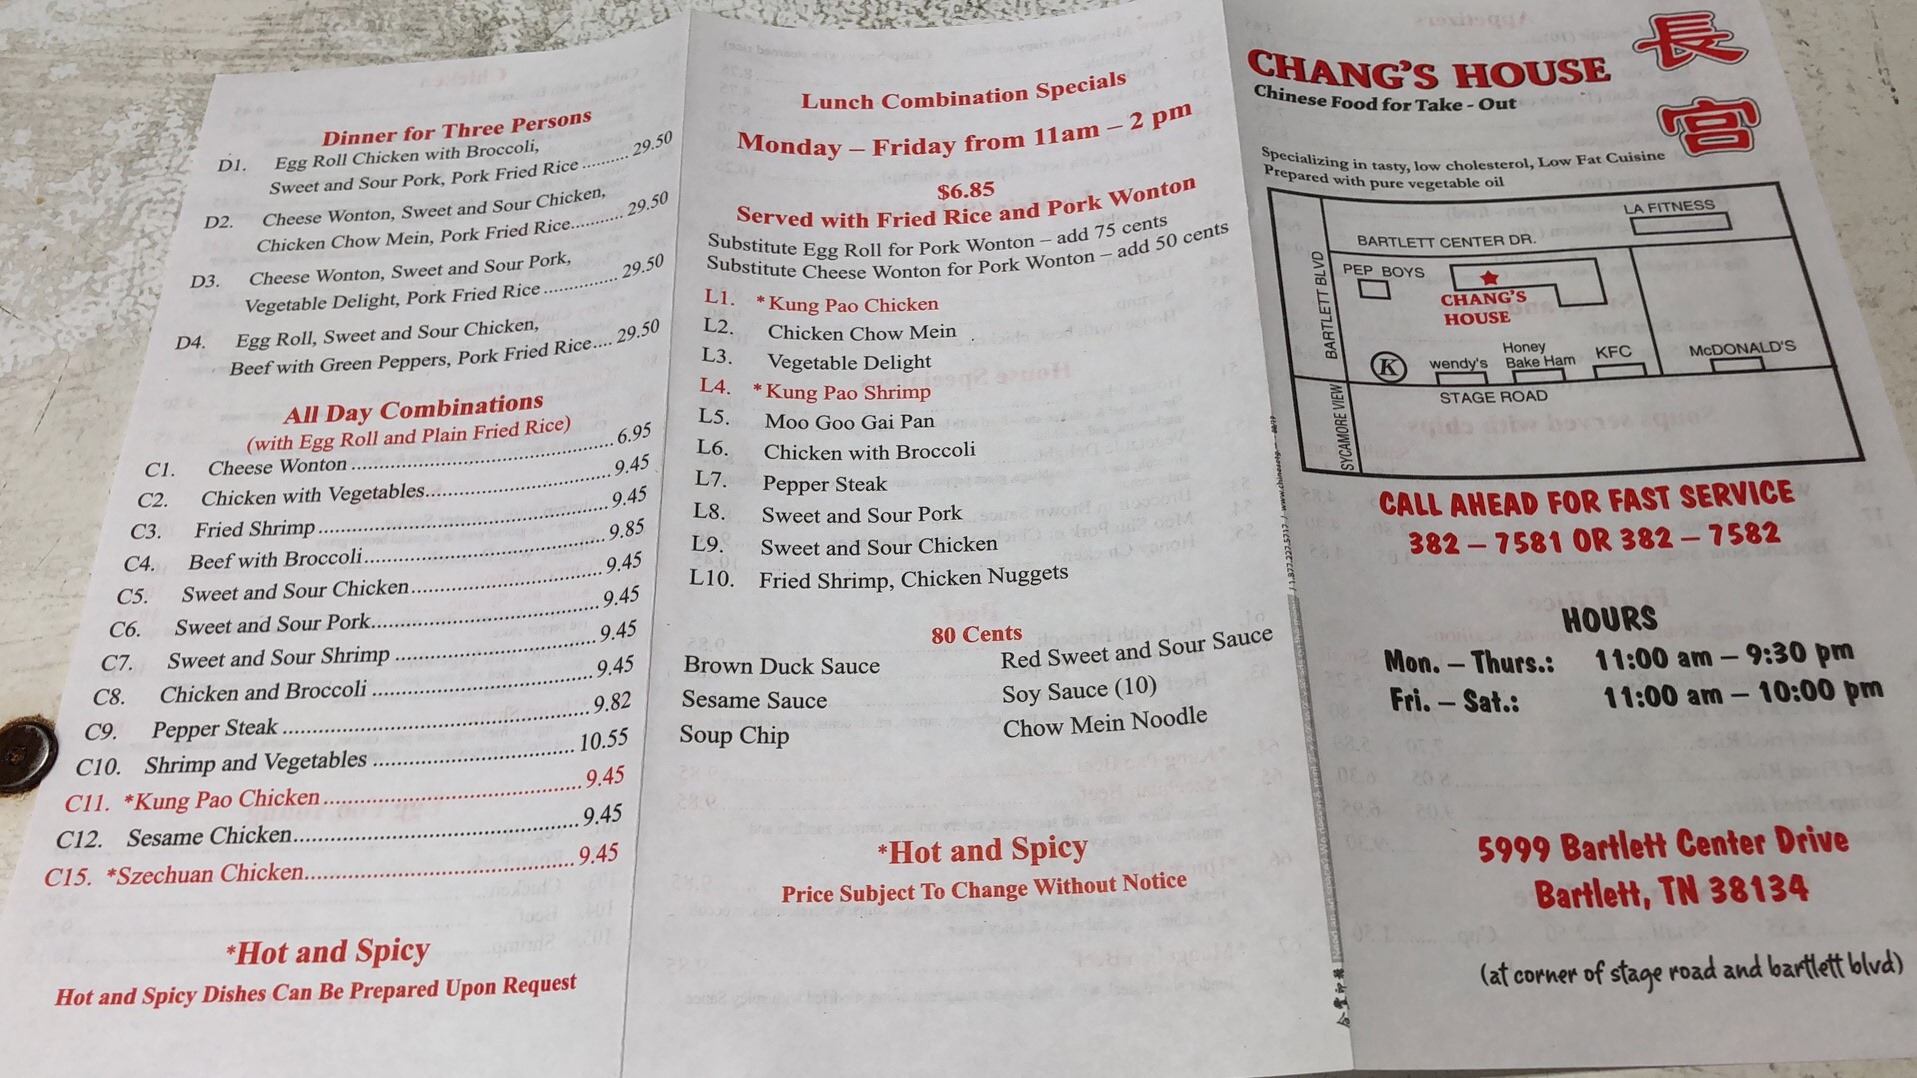 Dinner for Three Persons
D1. Egg Roll Chicken with Broccoli,
Sweet and Sour Pork, Pork Fried Rice .......... 29.50
D2. Cheese Wonton, Sweet and Sour Chicken,
Chicken Chow Mein, Pork Fried Rice........... 29.50
D3. Cheese Wonton, Sweet and Sour Pork,
Vegetable Delight, Pork Fried Rice ............... 29.50
D4. Egg Roll, Sweet and Sour Chicken,
Beef with Green Peppers, Pork Fried Rice.... 29.50
All Day Combinations
(with Egg Roll and Plain Fried Rice)
C1. Cheese Wonton ........................................ 6.95
C2. Chicken with Vegetables............................ 9.45
C3. Fried Shrimp............................................ 9.45
C4. Beef with Broccoli..................................... 9.85
C5. Sweet and Sour Chicken............................. 9.45
C6. Sweet and Sour Pork.................................. 9.45
C7. Sweet and Sour Shrimp .............................. 9.45
C8. Chicken and Broccoli ................................. 9.45
C9. Pepper Steak ............................................. 9.82
C10. Shrimp and Vegetables ............................... 10.55
C11. *Kung Pao Chicken ..................................... 9.45
C12. Sesame Chicken.......................................... 9.45
C15. *Szechuan Chicken...................................... 9.45
*Hot and Spicy
Hot and Spicy Dishes Can Be Prepared Upon Request
Lunch Combination Specials
Monday – Friday from 11am – 2 pm
$6.85
Served with Fried Rice and Pork Wonton
Substitute Egg Roll for Pork Wonton – add 75 cents
Substitute Cheese Wonton for Pork Wonton – add 50 cents
L1. *Kung Pao Chicken
L2. Chicken Chow Mein
L3. Vegetable Delight
L4. *Kung Pao Shrimp
L5. Moo Goo Gai Pan
L6. Chicken with Broccoli
L7. Pepper Steak
L8. Sweet and Sour Pork
L9. Sweet and Sour Chicken
L10. Fried Shrimp, Chicken Nuggets
80 Cents
Brown Duck Sauce Red Sweet and Sour Sauce
Sesame Sauce Soy Sauce (10)
Soup Chip Chow Mein Noodle
*Hot and Spicy
Price Subject To Change Without Notice
CHANG'S HOUSE
Chinese Food for Take - Out
長宮
Specializing in tasty, low cholesterol, Low Fat Cuisine
Prepared with pure vegetable oil
LA FITNESS
BARTLETT CENTER DR.
BARTLETT BLVD
PEP BOYS
CHANG'S
HOUSE
K
wendy's
Honey
Bake Ham
KFC
McDONALD'S
STAGE ROAD
SYCAMORE VIEW
CALL AHEAD FOR FAST SERVICE
382 – 7581 OR 382 – 7582
HOURS
Mon. – Thurs.: 11:00 am – 9:30 pm
Fri. – Sat.: 11:00 am – 10:00 pm
5999 Bartlett Center Drive
Bartlett, TN 38134
(at corner of stage road and bartlett blvd)